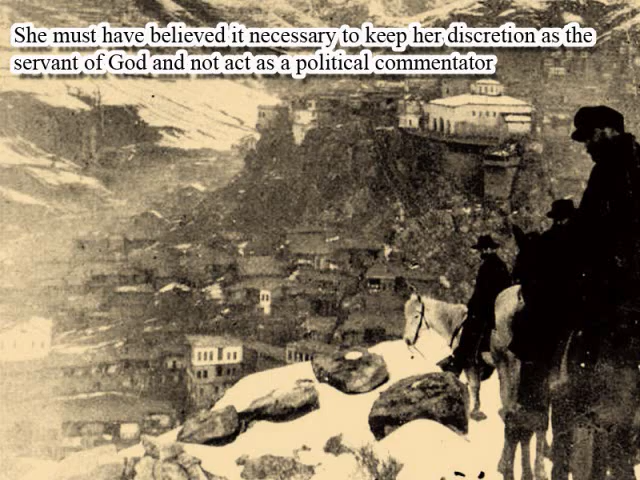 She must have believed it necessary to keep her discretion as the
servant of God and not act as a political commentator